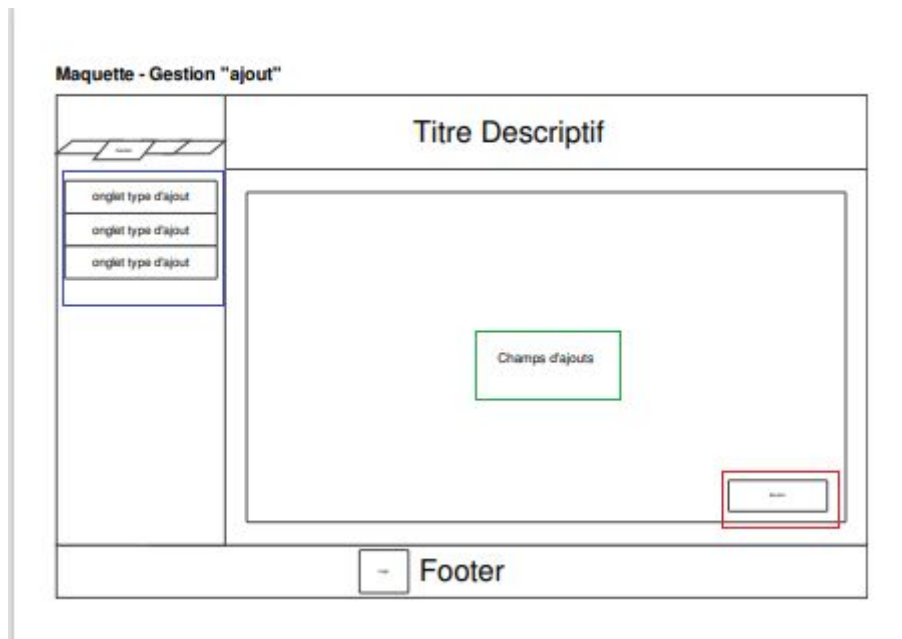 Maquette - Gestion "ajout"
Titre Descriptif
onglet type d'ajout
onglet type d'ajout
onglet type d'ajout
Champs d'ajouts
Footer